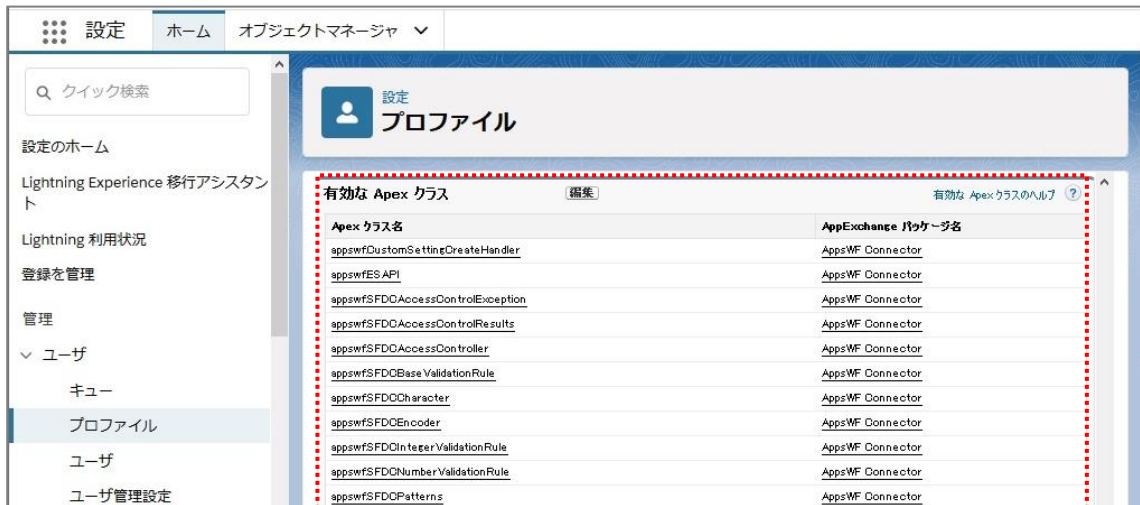 設定 ホーム オブジェクトマネージャ
クイック検索
設定のホーム
Lightning Experience 移行アシスタン
ト
Lightning 利用状況
登録を管理
管理
ユーザ
キュー
プロファイル
ユーザ
ユーザ管理設定
設定
プロファイル
有効な Apex クラス 編集 有効な Apex クラスのヘルプ ?
Apex クラス名 AppExchange パッケージ名
appswfCustomSettingCreateHandler AppsWF Connector
appswfESAPI AppsWF Connector
appswfSFDCAccessControlException AppsWF Connector
appswfSFDCAccessControlResults AppsWF Connector
appswfSFDCAccessController AppsWF Connector
appswfSFDCBaseValidationRule AppsWF Connector
appswfSFDCCharacter AppsWF Connector
appswfSFDCEncoder AppsWF Connector
appswfSFDCIntegerValidationRule AppsWF Connector
appswfSFDCNumberValidationRule AppsWF Connector
appswfSFDCPatterns AppsWF Connector